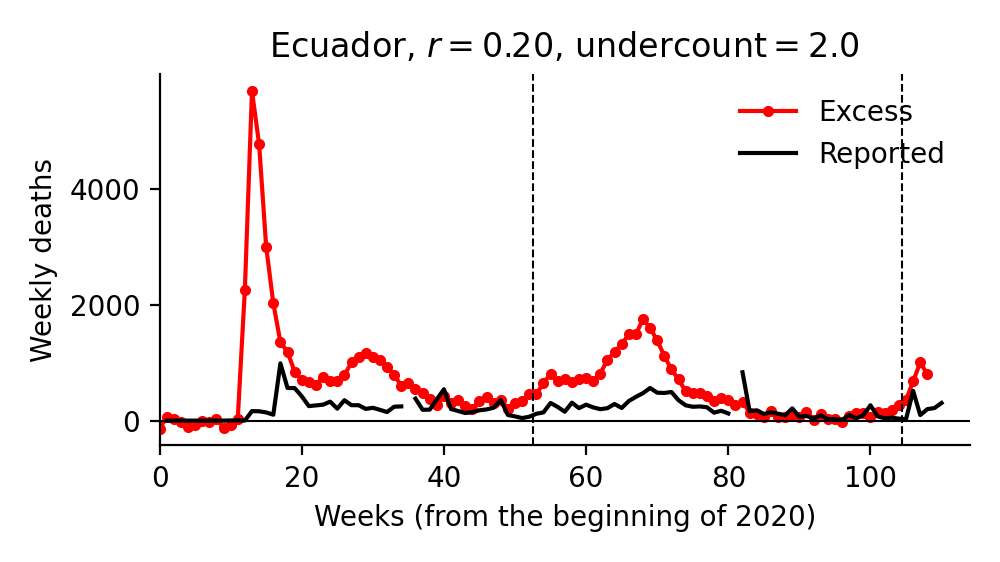 Ecuador, r = 0.20, undercount = 2.0
Excess
Reported
Weekly deaths
4000
2000
0
0 20 40 60 80 100
Weeks (from the beginning of 2020)